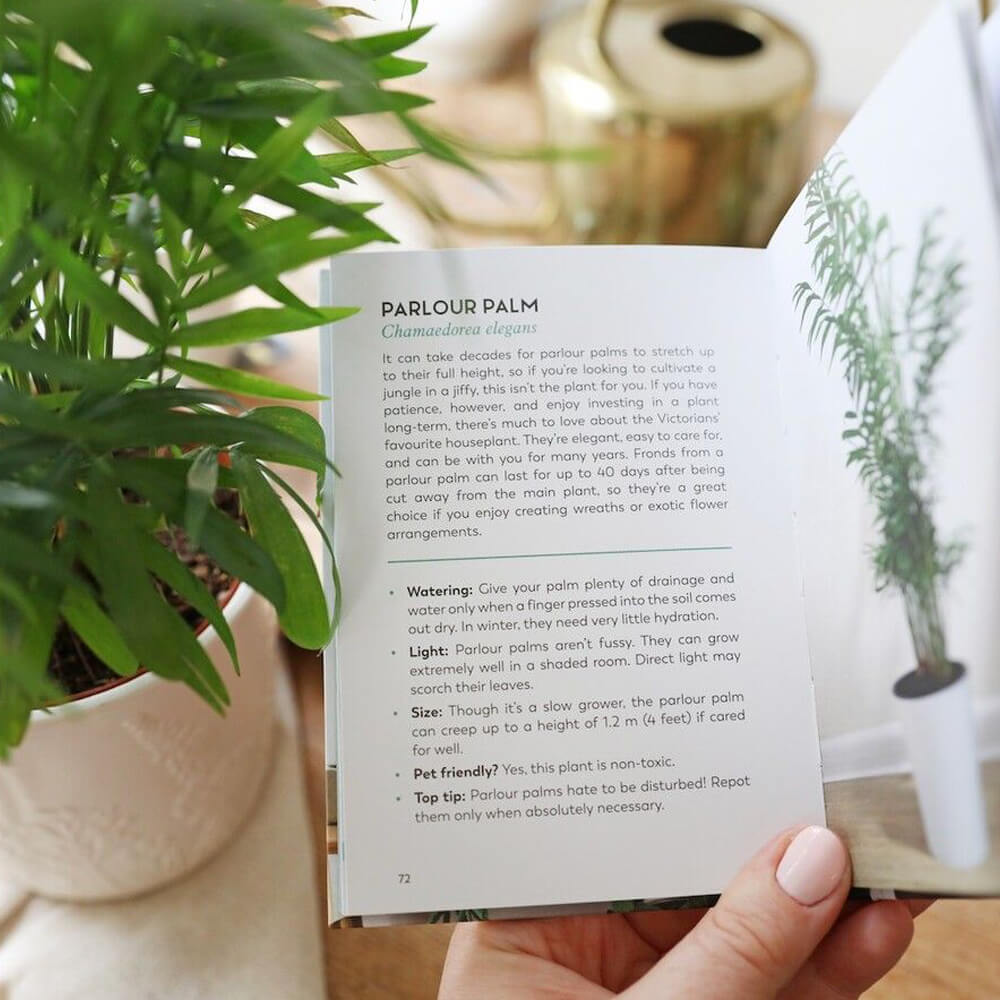 PARLOUR PALM
Chamaedorea elegans
It can take decades for parlour palms to stretch up
to their full height, so if you're looking to cultivate a
jungle in a jiffy, this isn't the plant for you. If you have
patience, however, and enjoy investing in a plant
long-term, there's much to love about the Victorians'
favourite houseplant. They're elegant, easy to care for,
and can be with you for many years. Fronds from a
parlour palm can last for up to 40 days after being
cut away from the main plant, so they're a great
choice if you enjoy creating wreaths or exotic flower
arrangements.
• Watering: Give your palm plenty of drainage and
water only when a finger pressed into the soil comes
out dry. In winter, they need very little hydration.
• Light: Parlour palms aren't fussy. They can grow
extremely well in a shaded room. Direct light may
scorch their leaves.
• Size: Though it's a slow grower, the parlour palm
can creep up to a height of 1.2 m (4 feet) if cared
for well.
• Pet friendly? Yes, this plant is non-toxic.
• Top tip: Parlour palms hate to be disturbed! Repot
them only when absolutely necessary.
72